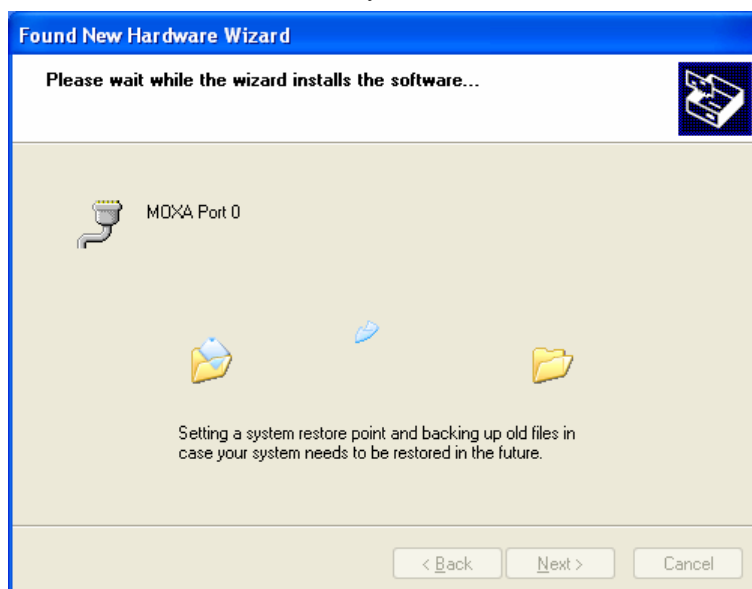 Found New Hardware Wizard
Please wait while the wizard installs the software...
MOXA Port 0
Setting a system restore point and backing up old files in
case your system needs to be restored in the future.
< Back
Next >
Cancel